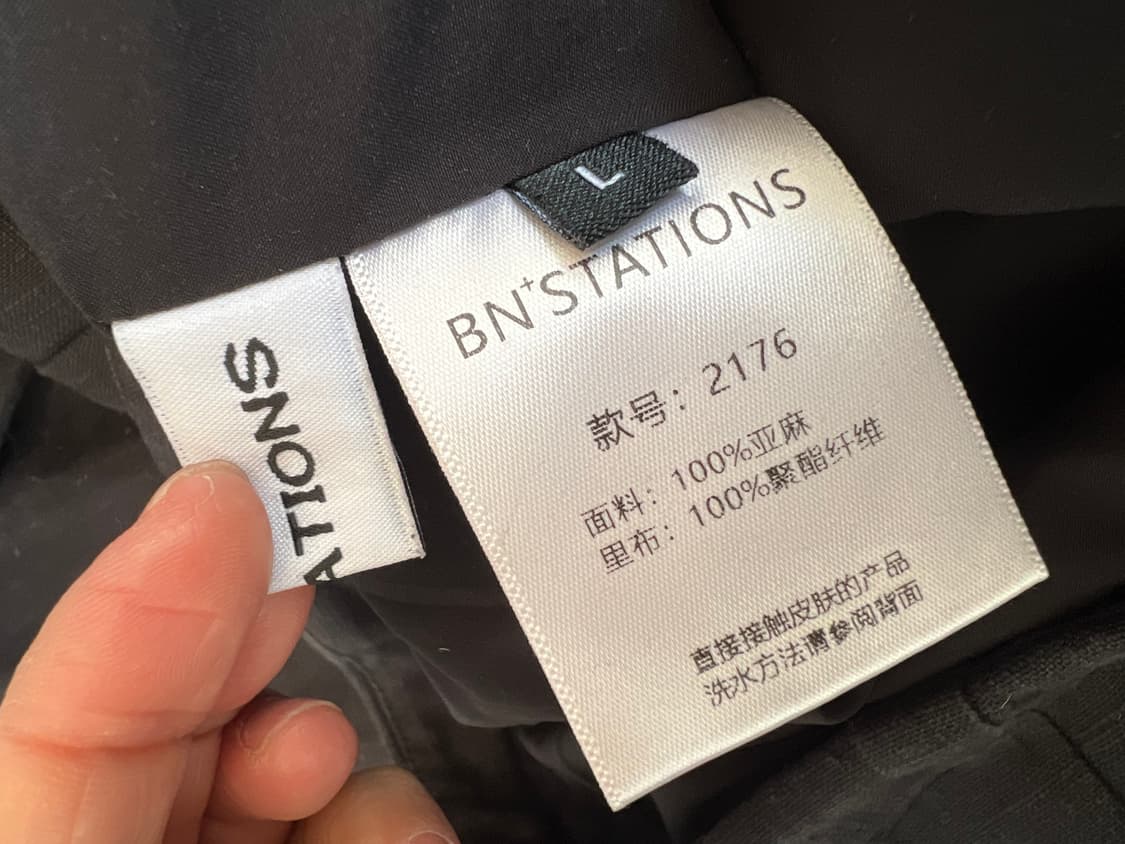 L
BN+STATIONS
款号：2176
面料：100%亚麻
里布：100%聚酯纤维
直接接触皮肤的产品
洗水方法请参阅背面
ATIONS